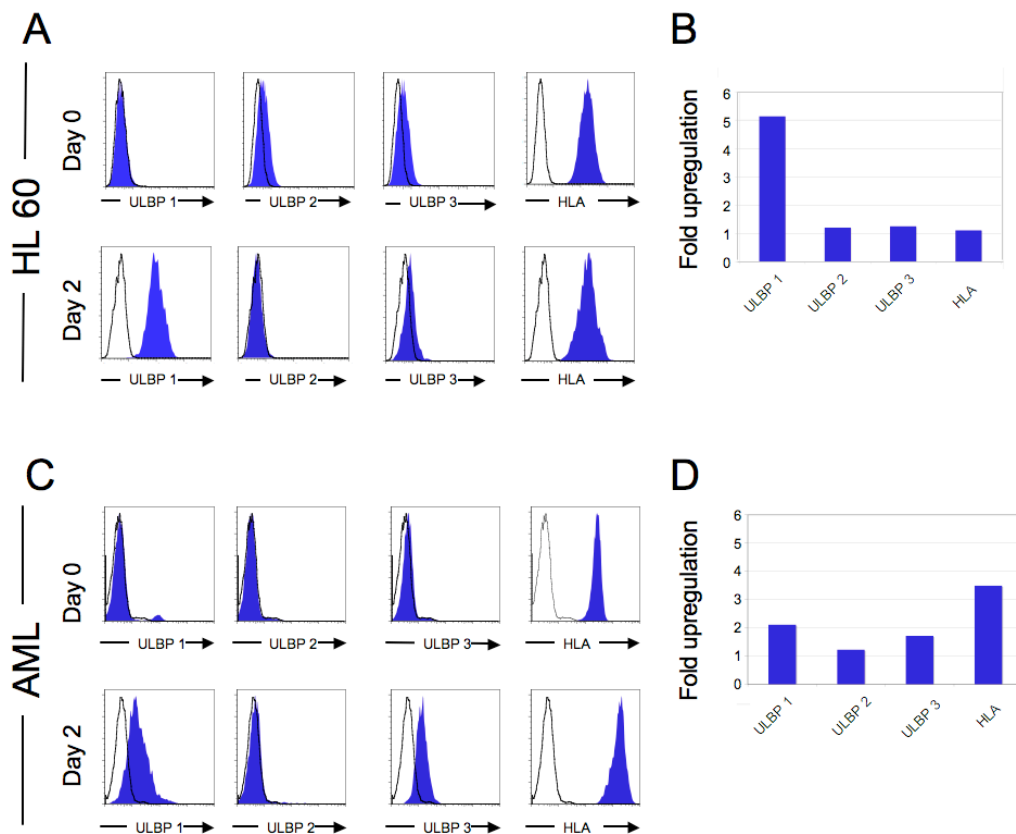 A
B
HL 60
Day 0
ULBP 1
ULBP 2
ULBP 3
HLA
Day 2
ULBP 1
ULBP 2
ULBP 3
HLA
Fold upregulation
6
5
4
3
2
1
0
ULBP 1
ULBP 2
ULBP 3
HLA
C
D
AML
Day 0
ULBP 1
ULBP 2
ULBP 3
HLA
Day 2
ULBP 1
ULBP 2
ULBP 3
HLA
Fold upregulation
6
5
4
3
2
1
0
ULBP 1
ULBP 2
ULBP 3
HLA